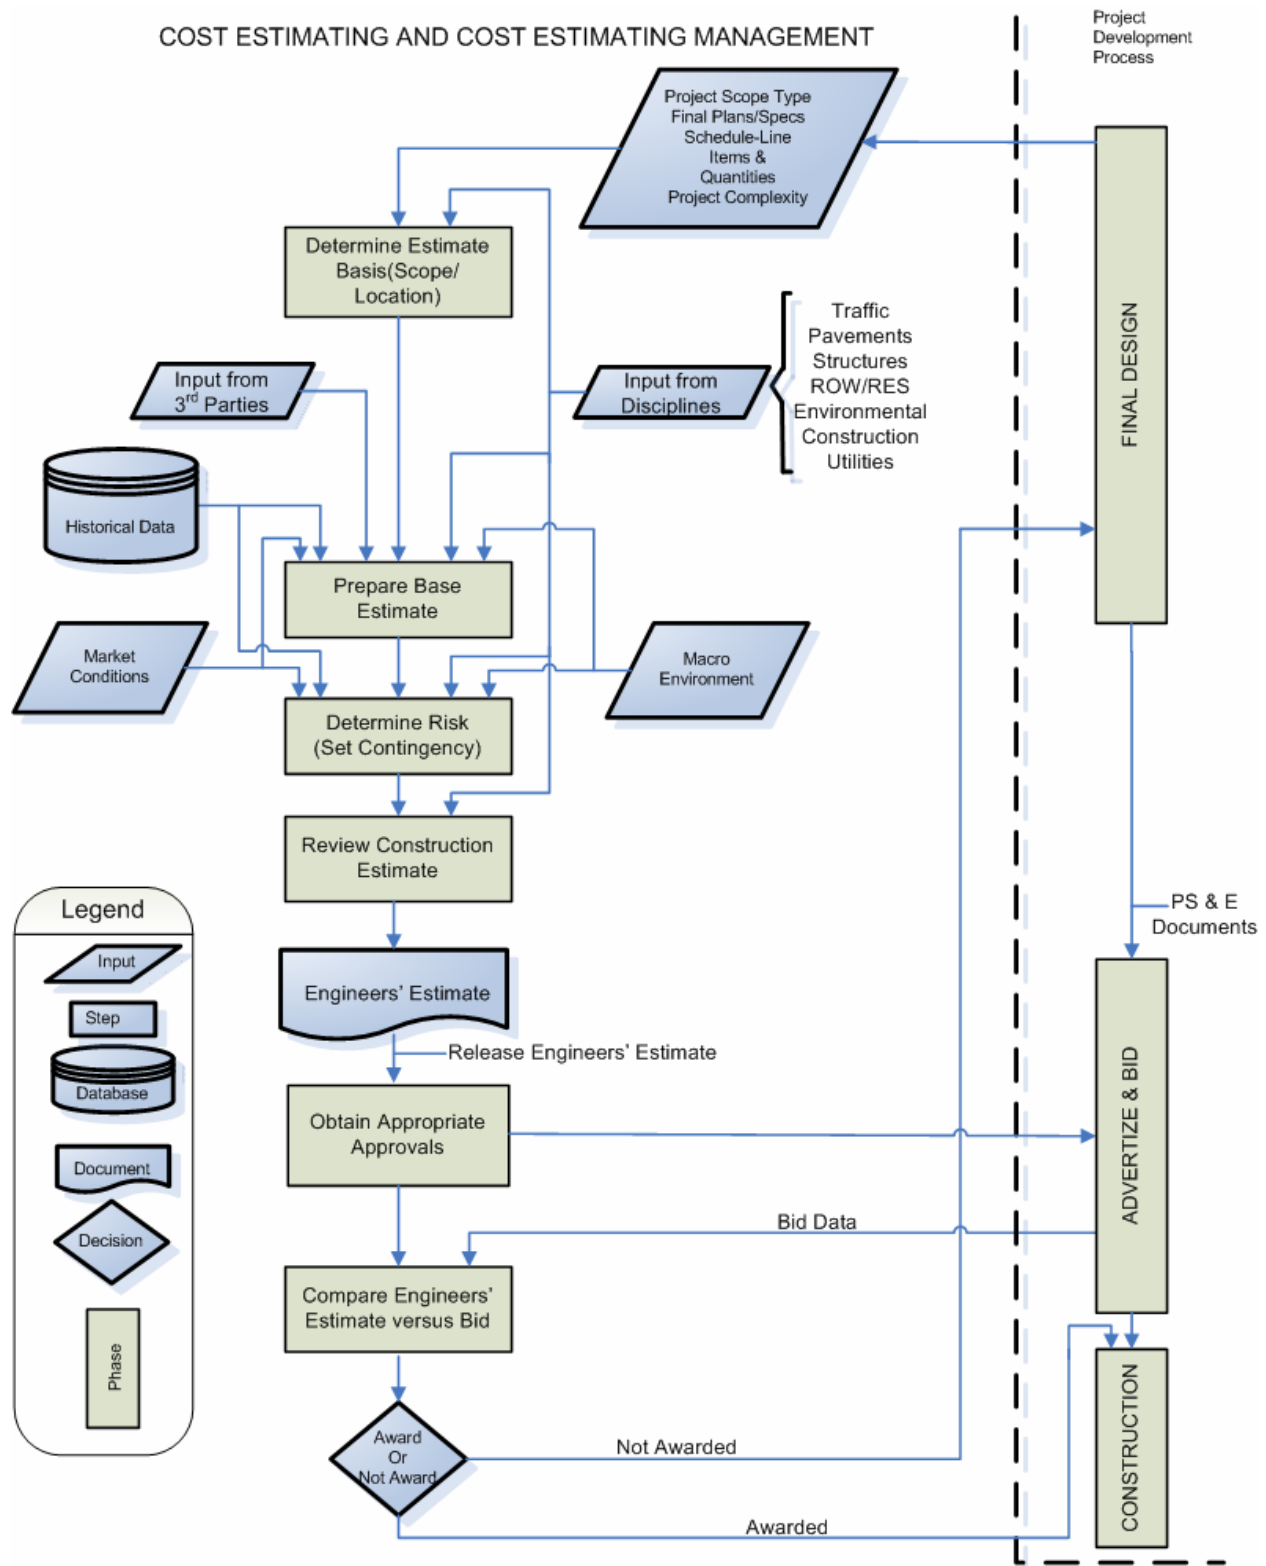 COST ESTIMATING AND COST ESTIMATING MANAGEMENT
Project
Development
Process
Project Scope Type
Final Plans/Specs
Schedule-Line
Items &
Quantities
Project Complexity
Determine Estimate
Basis(Scope/
Location)
FINAL DESIGN
Traffic
Pavements
Structures
ROW/RES
Environmental
Construction
Utilities
Input from
3rd Parties
Input from
Disciplines
Historical Data
Prepare Base
Estimate
Market
Conditions
Macro
Environment
Determine Risk
(Set Contingency)
Review Construction
Estimate
PS & E
Documents
Legend
Input
Step
Database
Document
Decision
Phase
Engineers’ Estimate
Release Engineers’ Estimate
Obtain Appropriate
Approvals
ADVERTIZE & BID
Bid Data
Compare Engineers’
Estimate versus Bid
Award
Or
Not Award
Not Awarded
Awarded
CONSTRUCTION